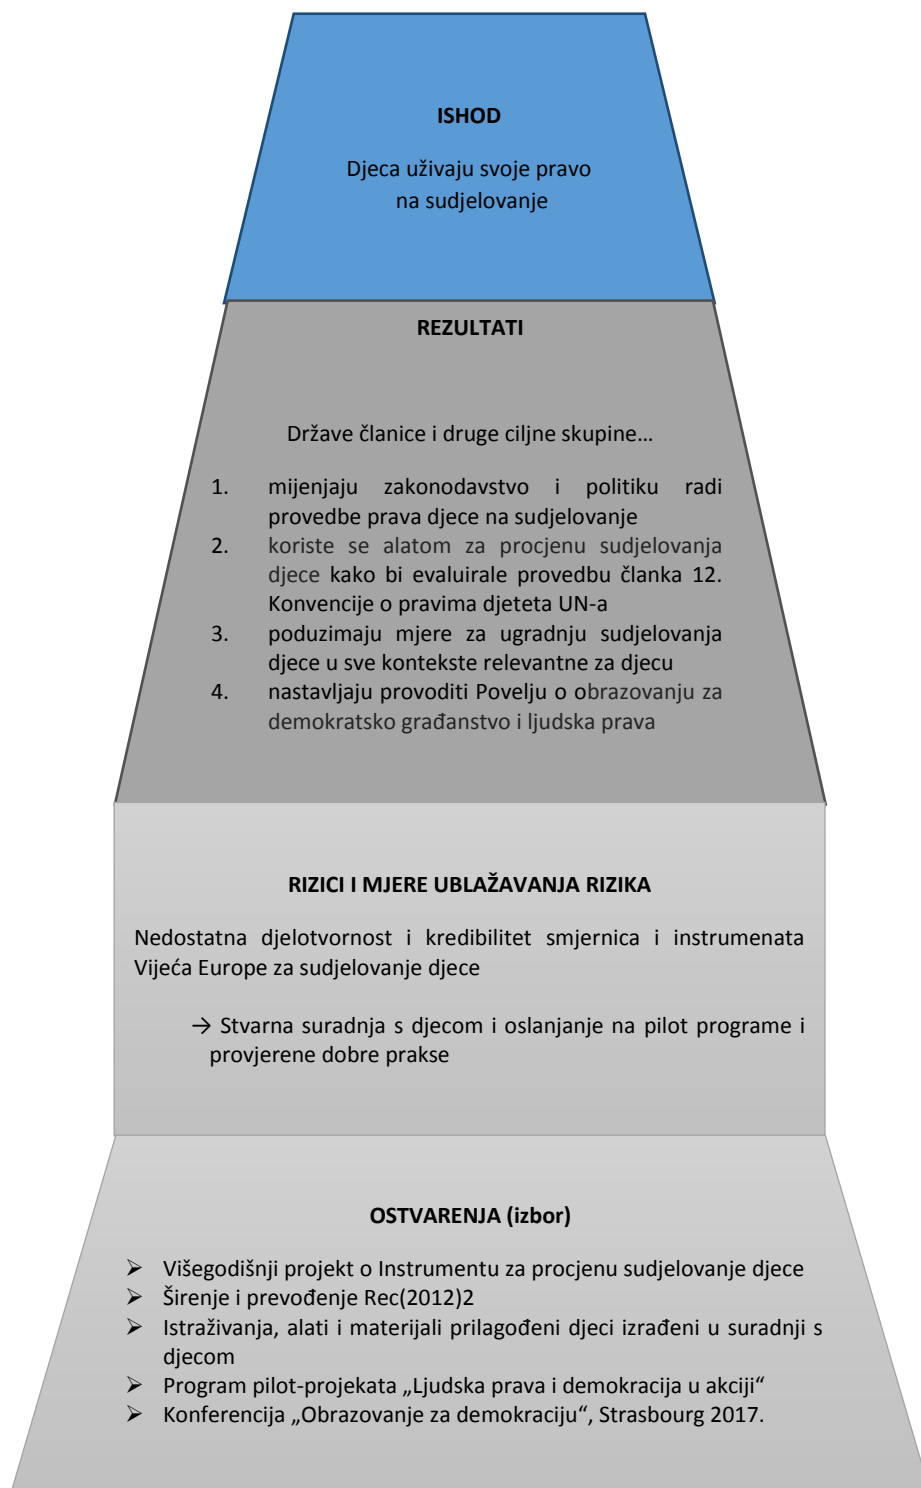 ISHOD
Djeca uživaju svoje pravo
na sudjelovanje
REZULTATI
Države članice i druge ciljne skupine…
1. mijenjaju zakonodavstvo i politiku radi
provedbe prava djece na sudjelovanje
2. koriste se alatom za procjenu sudjelovanja
djece kako bi evaluirale provedbu članka 12.
Konvencije o pravima djeteta UN-a
3. poduzimaju mjere za ugradnju sudjelovanja
djece u sve kontekste relevantne za djecu
4. nastavljaju provoditi Povelju o obrazovanju za
demokratsko građanstvo i ljudska prava
RIZICI I MJERE UBLAŽAVANJA RIZIKA
Nedostatna djelotvornost i kredibilitet smjernica i instrumenata
Vijeća Europe za sudjelovanje djece
→ Stvarna suradnja s djecom i oslanjanje na pilot programe i
provjerene dobre prakse
OSTVARENJA (izbor)
➢ Višegodišnji projekt o Instrumentu za procjenu sudjelovanje djece
➢ Širenje i prevođenje Rec(2012)2
➢ Istraživanja, alati i materijali prilagođeni djeci izrađeni u suradnji s
djecom
➢ Program pilot-projekata „Ljudska prava i demokracija u akciji“
➢ Konferencija „Obrazovanje za demokraciju“, Strasbourg 2017.